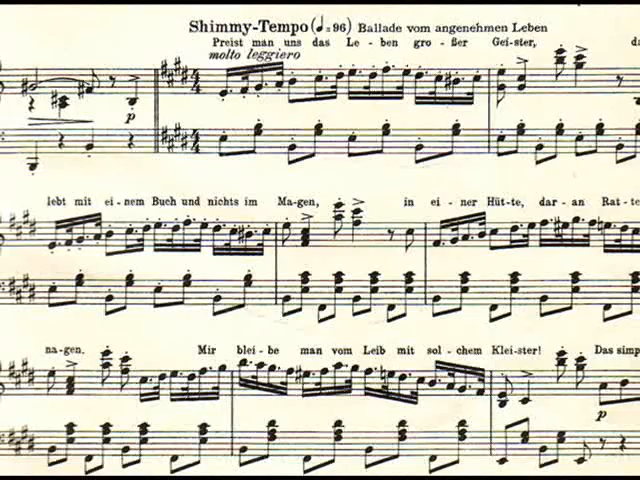 Shimmy-Tempo (♩= 96) Ballade vom angenehmen Leben
Preist man uns das Le - ben gro - ßer Gei - ster,
molto leggiero
p
lebt mit ei - nem Buch und nichts im Ma - gen, in ei - ner Hüt - te, dar - an Rat - te
na - gen. Mir blei - be man vom Leib mit sol - chem Klei - ster! Das simp
p